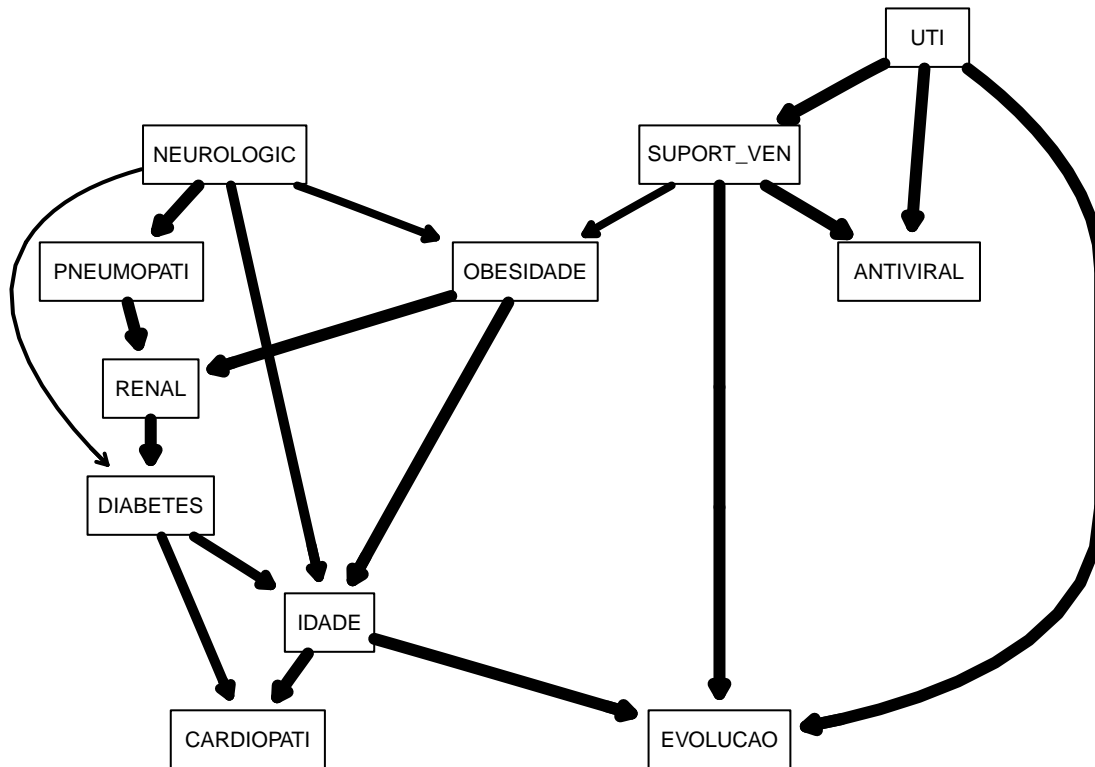 UTI
NEUROLOGIC
SUPORT_VEN
PNEUMOPATI
OBESIDADE
ANTIVIRAL
RENAL
DIABETES
IDADE
CARDIOPATI
EVOLUCAO